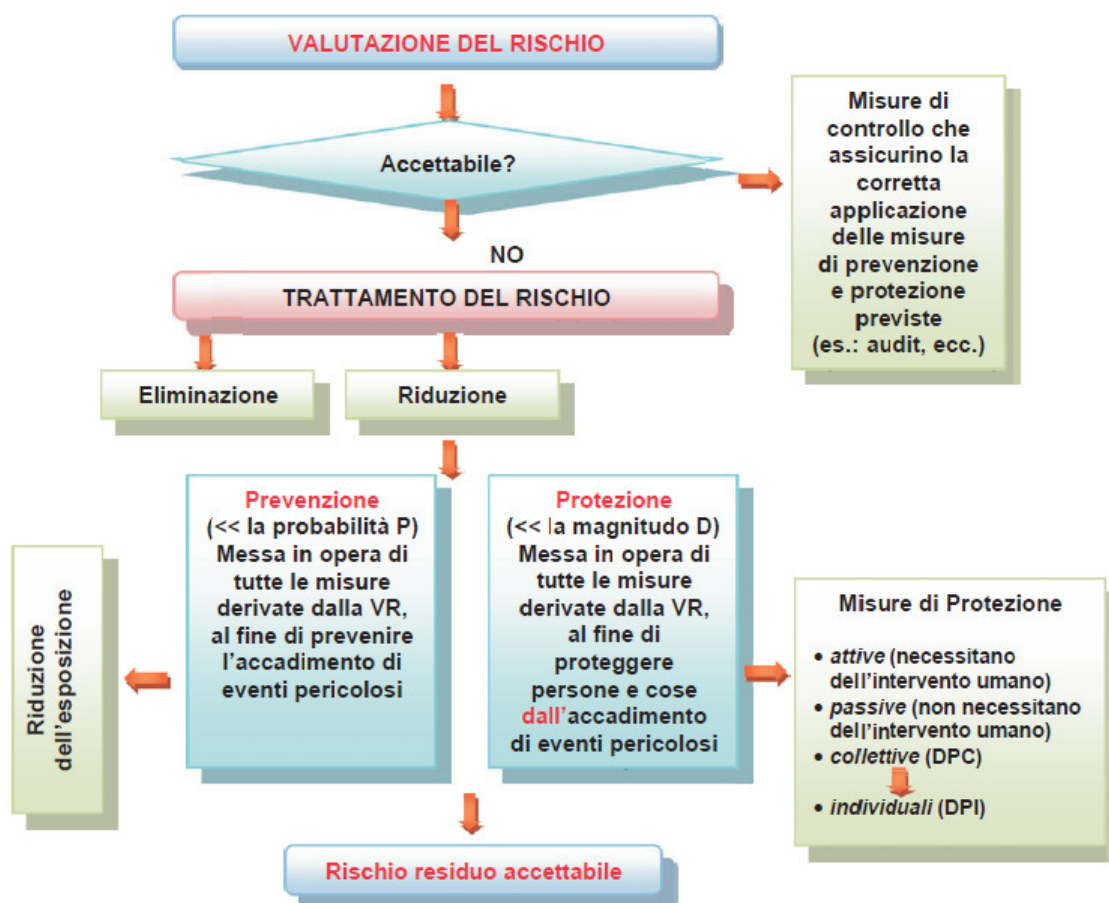 VALUTAZIONE DEL RISCHIO
Accettabile?
Misure di
controllo che
assicurino la
corretta
applicazione
delle misure
di prevenzione
e protezione
previste
(es.: audit, ecc.)
NO
TRATTAMENTO DEL RISCHIO
Eliminazione
Riduzione
Prevenzione
(<< la probabilità P)
Messa in opera di
tutte le misure
derivate dalla VR,
al fine di prevenire
l'accadimento di
eventi pericolosi
Protezione
(<< la magnitudo D)
Messa in opera di
tutte le misure
derivate dalla VR,
al fine di
proteggere
persone e cose
dall'accadimento
di eventi pericolosi
Riduzione
dell'esposizione
Misure di Protezione
• attive (necessitano
dell'intervento umano)
• passive (non necessitano
dell'intervento umano)
• collettive (DPC)
• individuali (DPI)
Rischio residuo accettabile